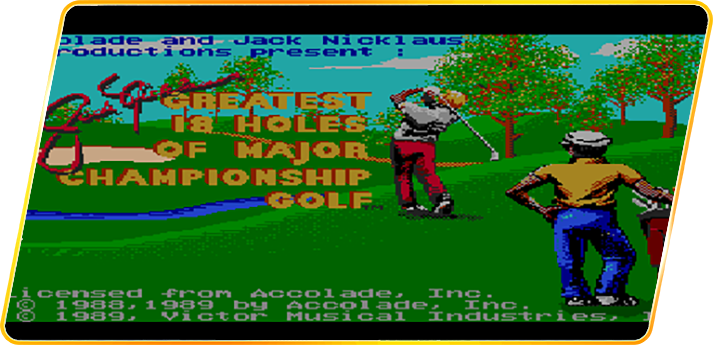 olade and Jack Nicklaus
roductions present :
GREATEST
18 HOLES
OF MAJOR
CHAMPIONSHIP
GOLF™
icensed from Accolade, Inc.
© 1988,1989 by Accolade, Inc.
© 1989, Victor Musical Industries,